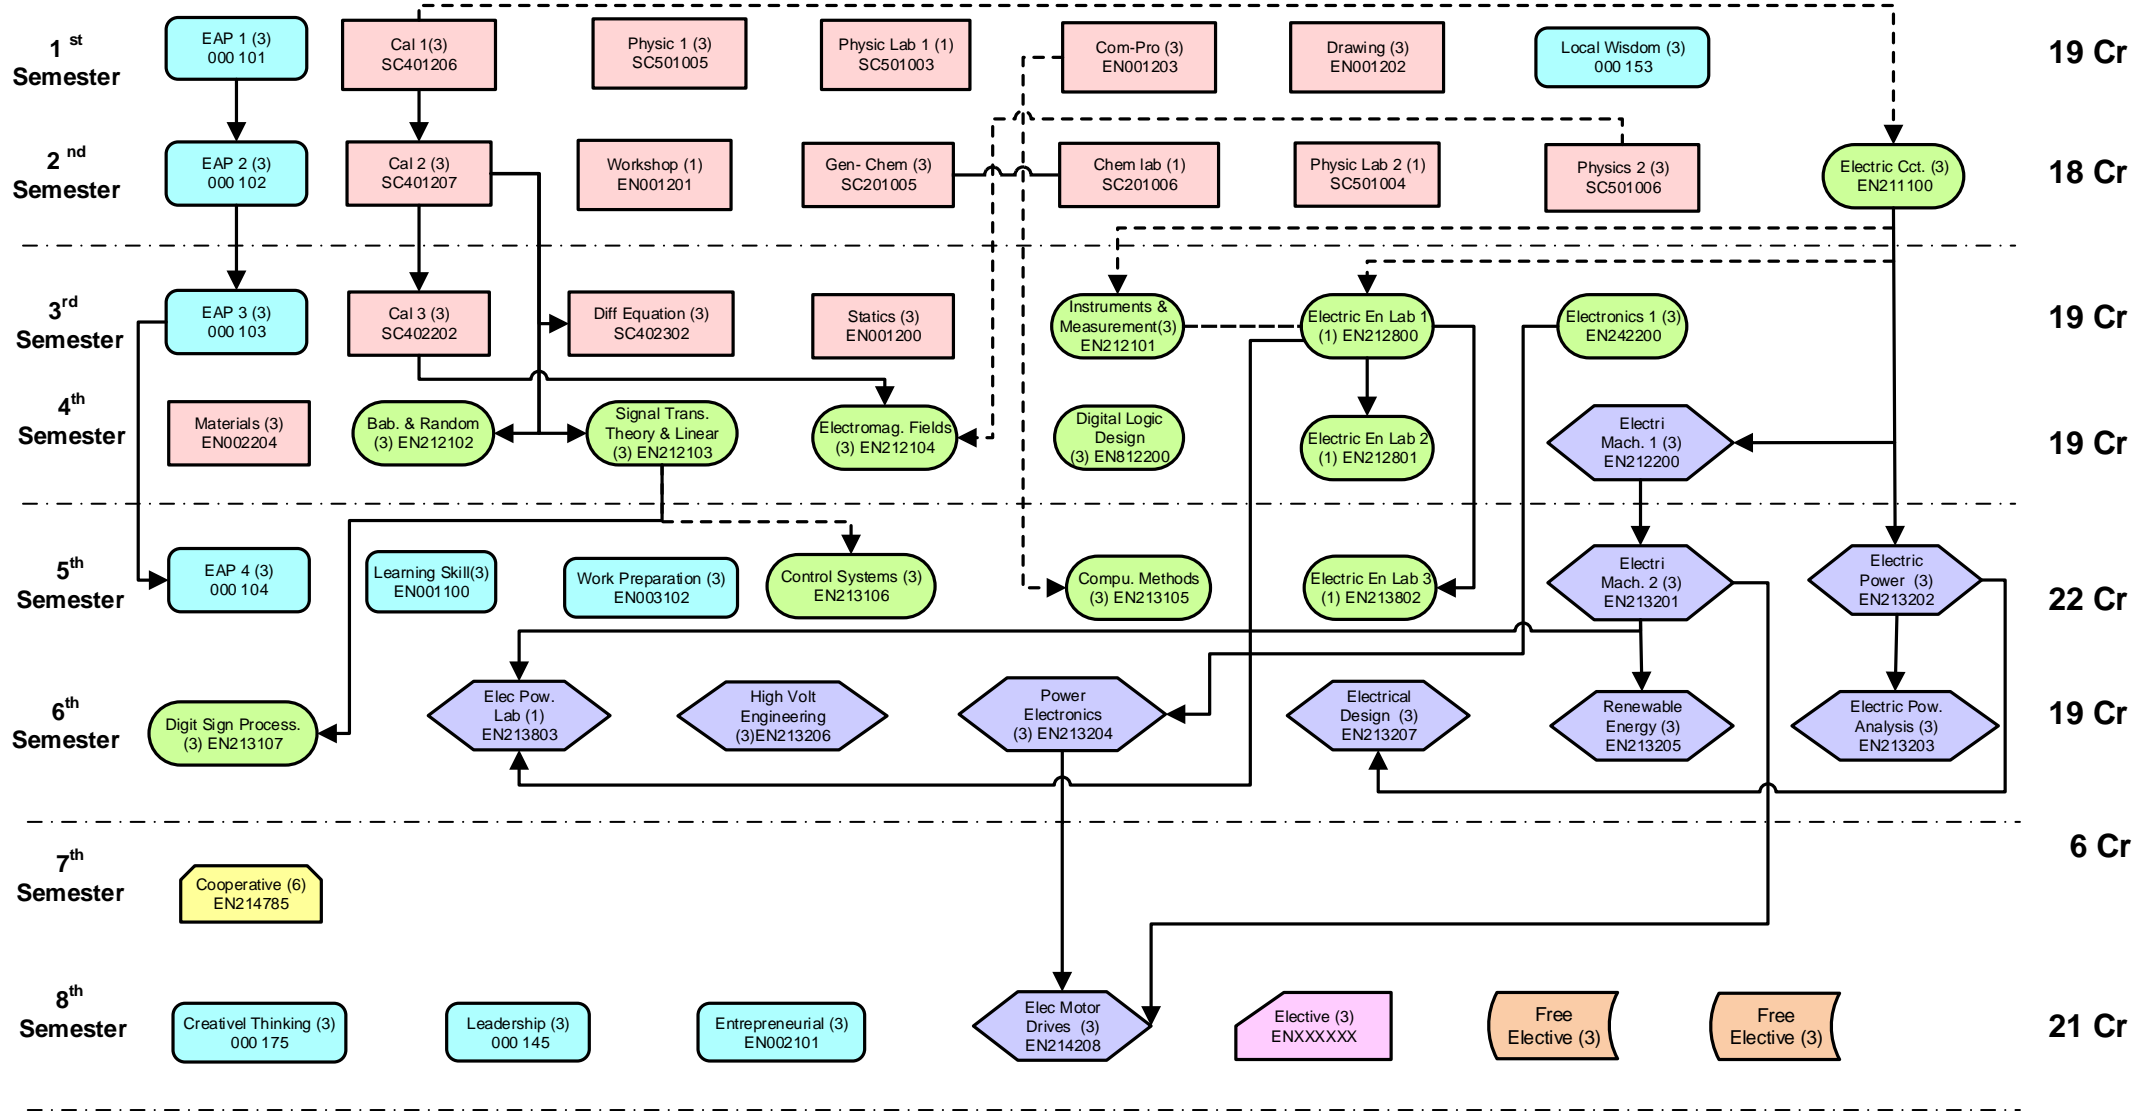 1 st
Semester
EAP 1 (3)
000 101
Cal 1(3)
SC401206
Physic 1 (3)
SC501005
Physic Lab 1 (1)
SC501003
Com-Pro (3)
EN001203
Drawing (3)
EN001202
Local Wisdom (3)
000 153
19 Cr
2 nd
Semester
EAP 2 (3)
000 102
Cal 2 (3)
SC401207
Workshop (1)
EN001201
Gen- Chem (3)
SC201005
Chem lab (1)
SC201006
Physic Lab 2 (1)
SC501004
Physics 2 (3)
SC501006
Electric Cct. (3)
EN211100
18 Cr
3rd
Semester
EAP 3 (3)
000 103
Cal 3 (3)
SC402202
Diff Equation (3)
SC402302
Statics (3)
EN001200
Instruments &
Measurement(3)
EN212101
Electric En Lab 1
(1) EN212800
Electronics 1 (3)
EN242200
19 Cr
4th
Semester
Materials (3)
EN002204
Bab. & Random
(3) EN212102
Signal Trans.
Theory & Linear
(3) EN212103
Electromag. Fields
(3) EN212104
Digital Logic
Design
(3) EN812200
Electric En Lab 2
(1) EN212801
Electri
Mach. 1 (3)
EN212200
19 Cr
5th
Semester
EAP 4 (3)
000 104
Learning Skill(3)
EN001100
Work Preparation (3)
EN003102
Control Systems (3)
EN213106
Compu. Methods
(3) EN213105
Electric En Lab 3
(1) EN213802
Electri
Mach. 2 (3)
EN213201
Electric
Power (3)
EN213202
22 Cr
6th
Semester
Digit Sign Process.
(3) EN213107
Elec Pow.
Lab (1)
EN213803
High Volt
Engineering
(3)EN213206
Power
Electronics
(3) EN213204
Electrical
Design (3)
EN213207
Renewable
Energy (3)
EN213205
Electric Pow.
Analysis (3)
EN213203
19 Cr
7th
Semester
Cooperative (6)
EN214785
6 Cr
8th
Semester
Creativel Thinking (3)
000 175
Leadership (3)
000 145
Entrepreneurial (3)
EN002101
Elec Motor
Drives (3)
EN214208
Elective (3)
ENXXXXXX
Free
Elective (3)
Free
Elective (3)
21 Cr